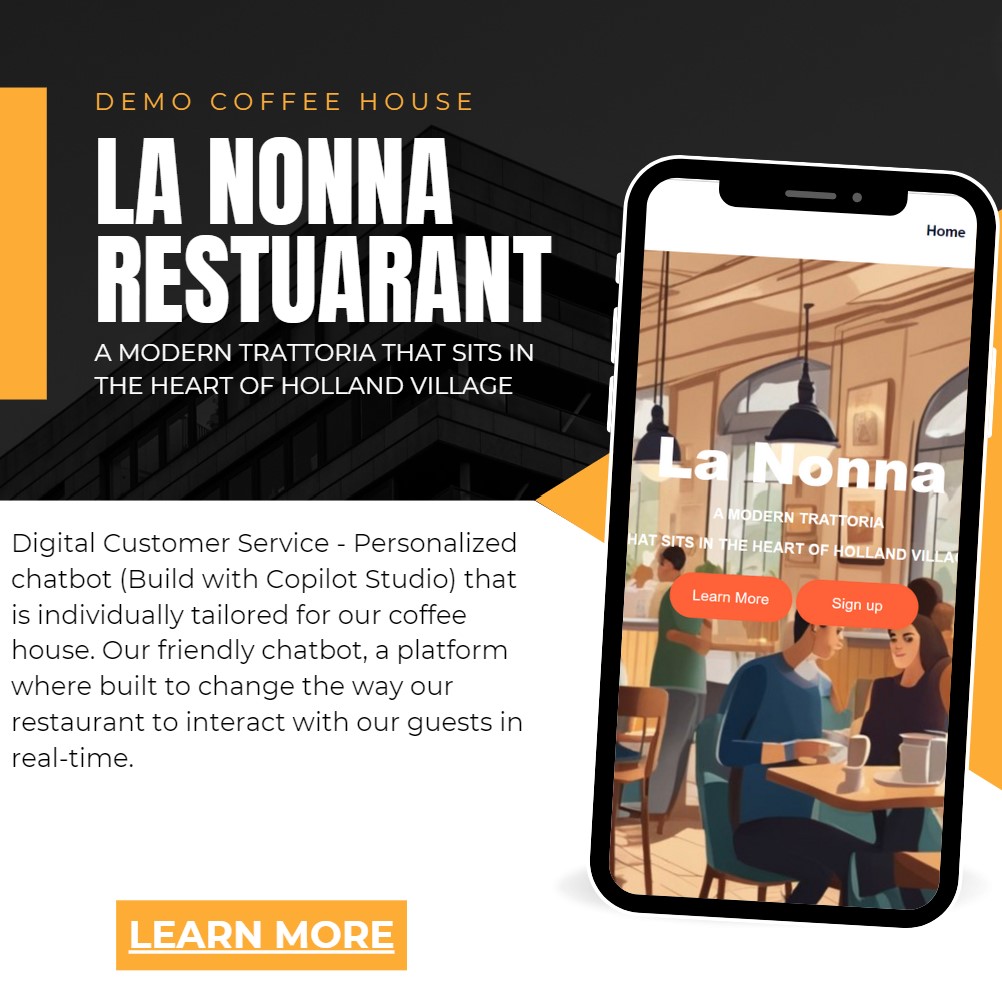 DEMO COFFEE HOUSE
LA NONNA
RESTUARANT
A MODERN TRATTORIA THAT SITS IN
THE HEART OF HOLLAND VILLAGE
Digital Customer Service - Personalized
chatbot (Build with Copilot Studio) that
is individually tailored for our coffee
house. Our friendly chatbot, a platform
where built to change the way our
restaurant to interact with our guests in
real-time.
LEARN MORE
Home
La Nonna
A MODERN TRATTORIA
HAT SITS IN THE HEART OF HOLLAND VILLA
Learn More
Sign up